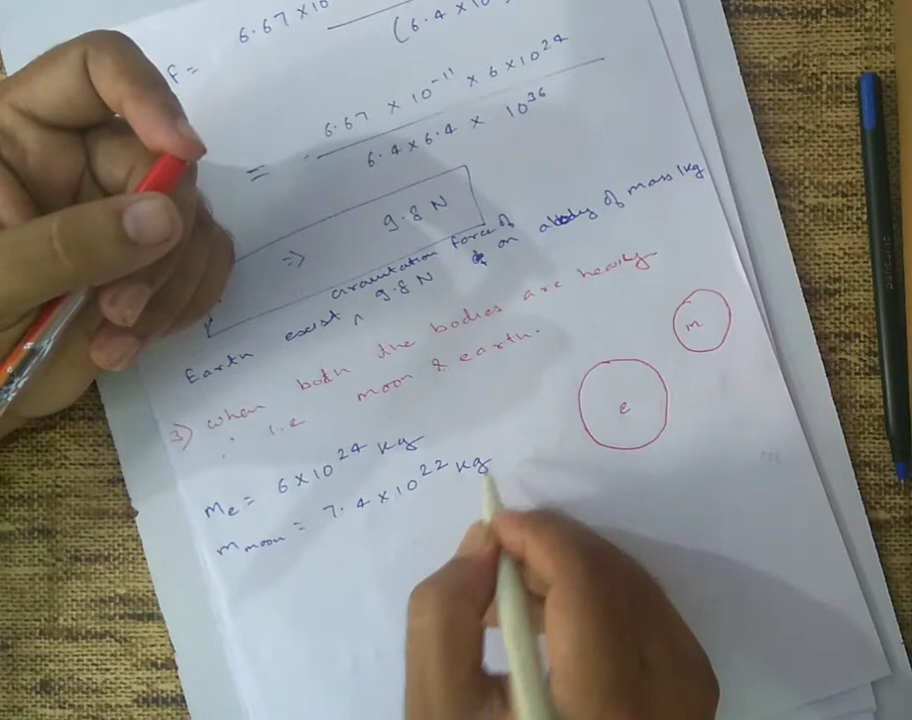 6.67×10
(6.4×10
F =
6.67 × 10⁻¹¹ × 6×10²⁴
=
6.4×6.4× 10³⁶
⇒ 9.8 N
Gravitation force of
Earth exist ^ 9.8 N on a body of mass 1kg
3) when both the bodies are heavy
∴ i.e moon & earth.
m
e
Me = 6×10²⁴ kg
m moon = 7.4×10²² kg